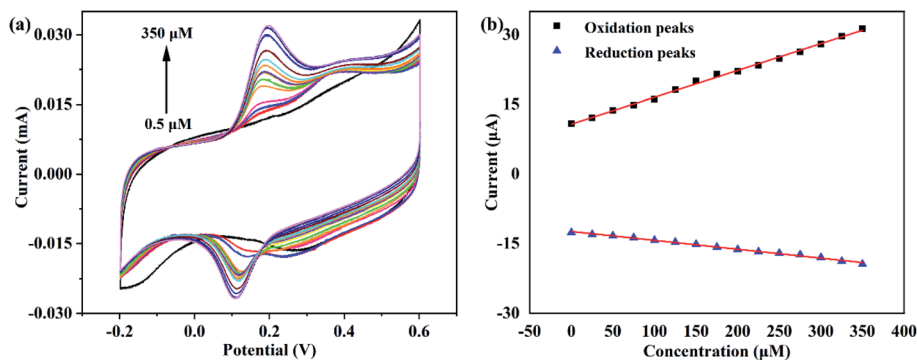 (a)
350 µM
0.5 µM
0.030
0.015
0.000
-0.015
-0.030
Current (mA)
-0.2
0.0
0.2
0.4
0.6
Potential (V)
(b)
Oxidation peaks
Reduction peaks
30
15
0
-15
-30
Current (µA)
-50
0
50
100
150
200
250
300
350
400
Concentration (µM)